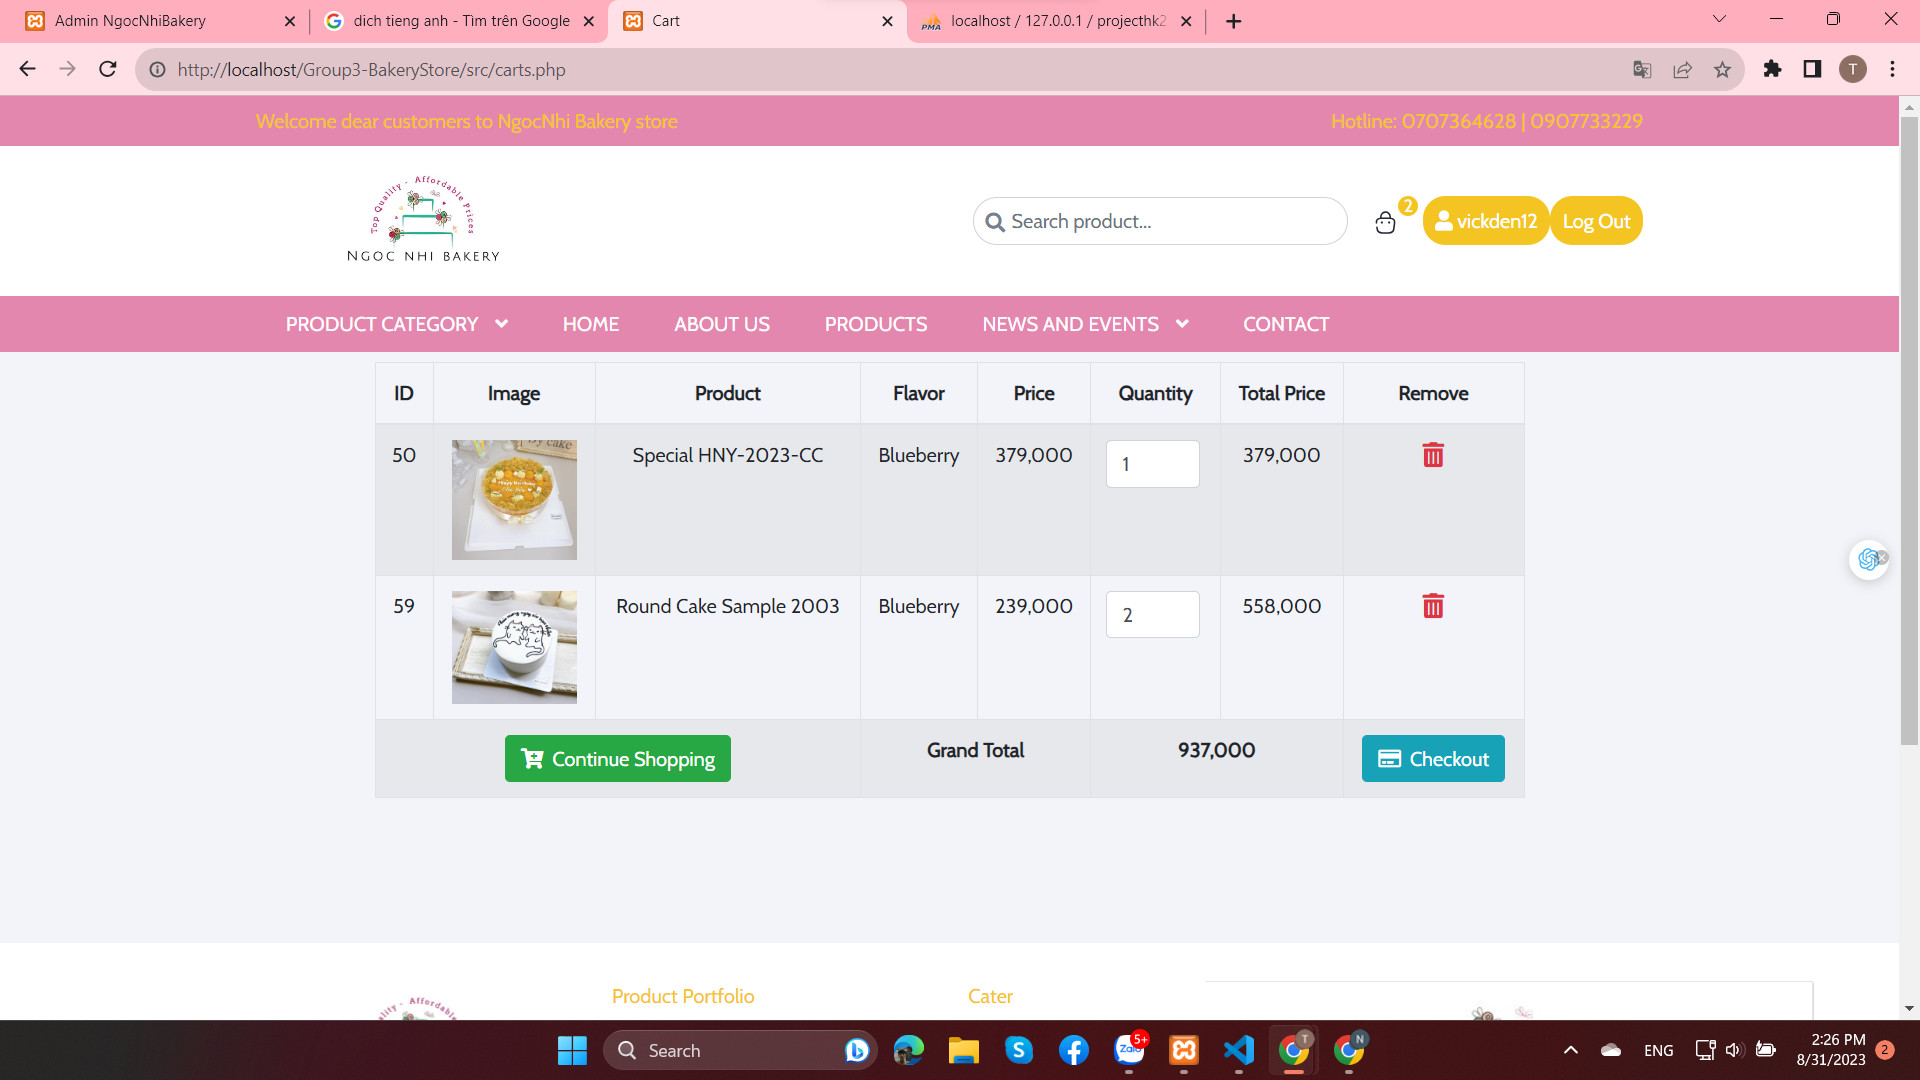 Admin NgocNhiBakery
dich tieng anh - Tìm trên Google
Cart
localhost / 127.0.0.1 / projecthk2
http://localhost/Group3-BakeryStore/src/carts.php
T
Welcome dear customers to NgocNhi Bakery store
Hotline: 0707364628 | 0907733229
Top Quality - Affordable Prices
NGOC NHI BAKERY
Search product...
2
vickden12
Log Out
PRODUCT CATEGORY
HOME
ABOUT US
PRODUCTS
NEWS AND EVENTS
CONTACT
ID Image Product Flavor Price Quantity Total Price Remove
50 Special HNY-2023-CC Blueberry 379,000 1 379,000
59 Round Cake Sample 2003 Blueberry 239,000 2 558,000
Continue Shopping
Grand Total
937,000
Checkout
Product Portfolio
Cater
Search
Zalo
5+
T
N
ENG
2:26 PM
8/31/2023
2